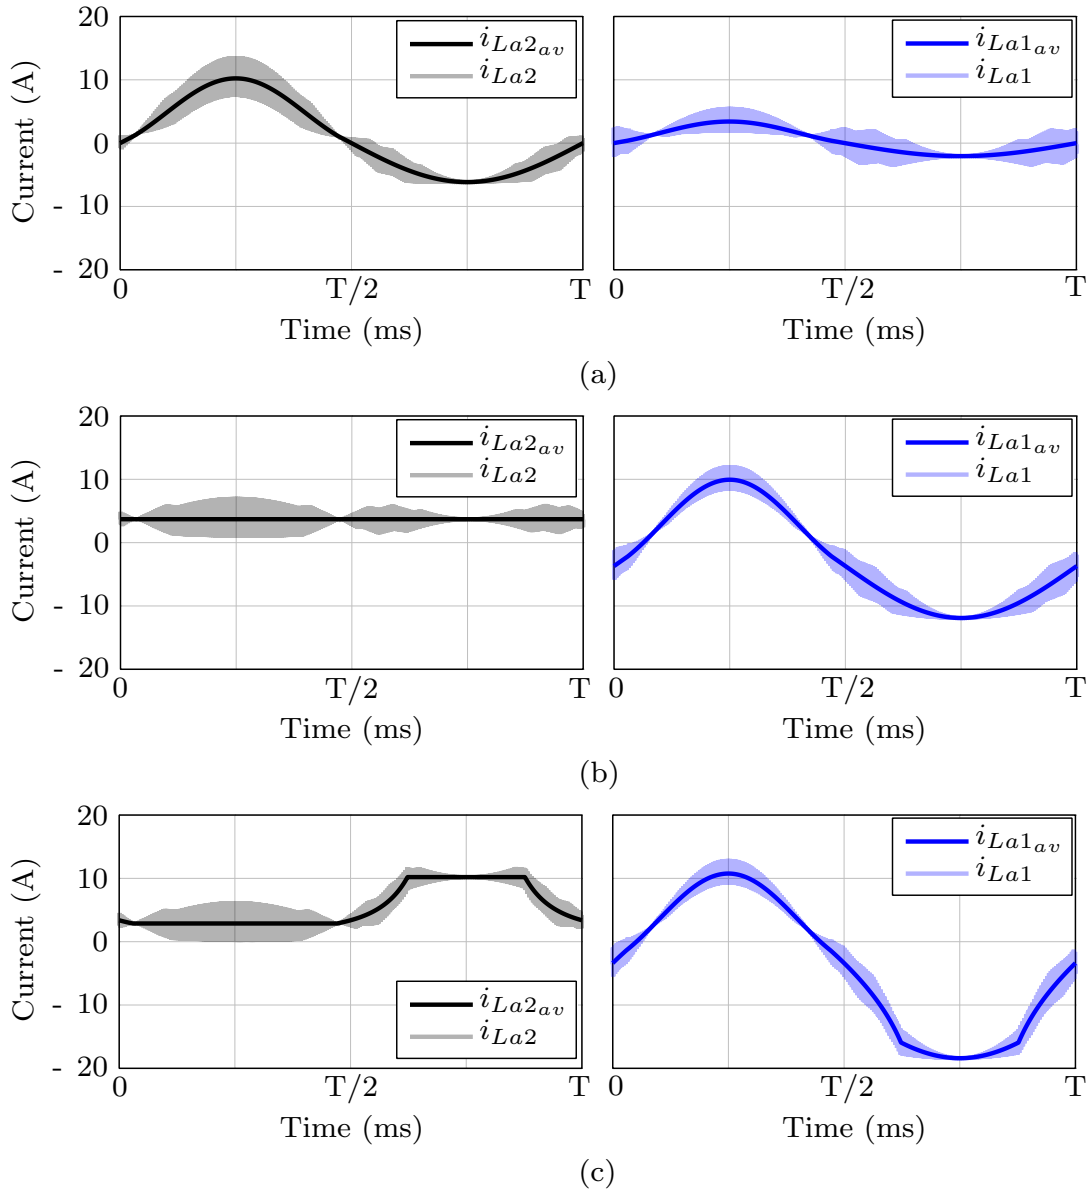 20
10
0
- 10
- 20
Current (A)
i_{La2_{av}}
i_{La2}
0 T/2 T
Time (ms)
i_{La1_{av}}
i_{La1}
0 T/2 T
Time (ms)
(a)
20
10
0
- 10
- 20
Current (A)
i_{La2_{av}}
i_{La2}
0 T/2 T
Time (ms)
i_{La1_{av}}
i_{La1}
0 T/2 T
Time (ms)
(b)
20
10
0
- 10
- 20
Current (A)
i_{La2_{av}}
i_{La2}
0 T/2 T
Time (ms)
i_{La1_{av}}
i_{La1}
0 T/2 T
Time (ms)
(c)